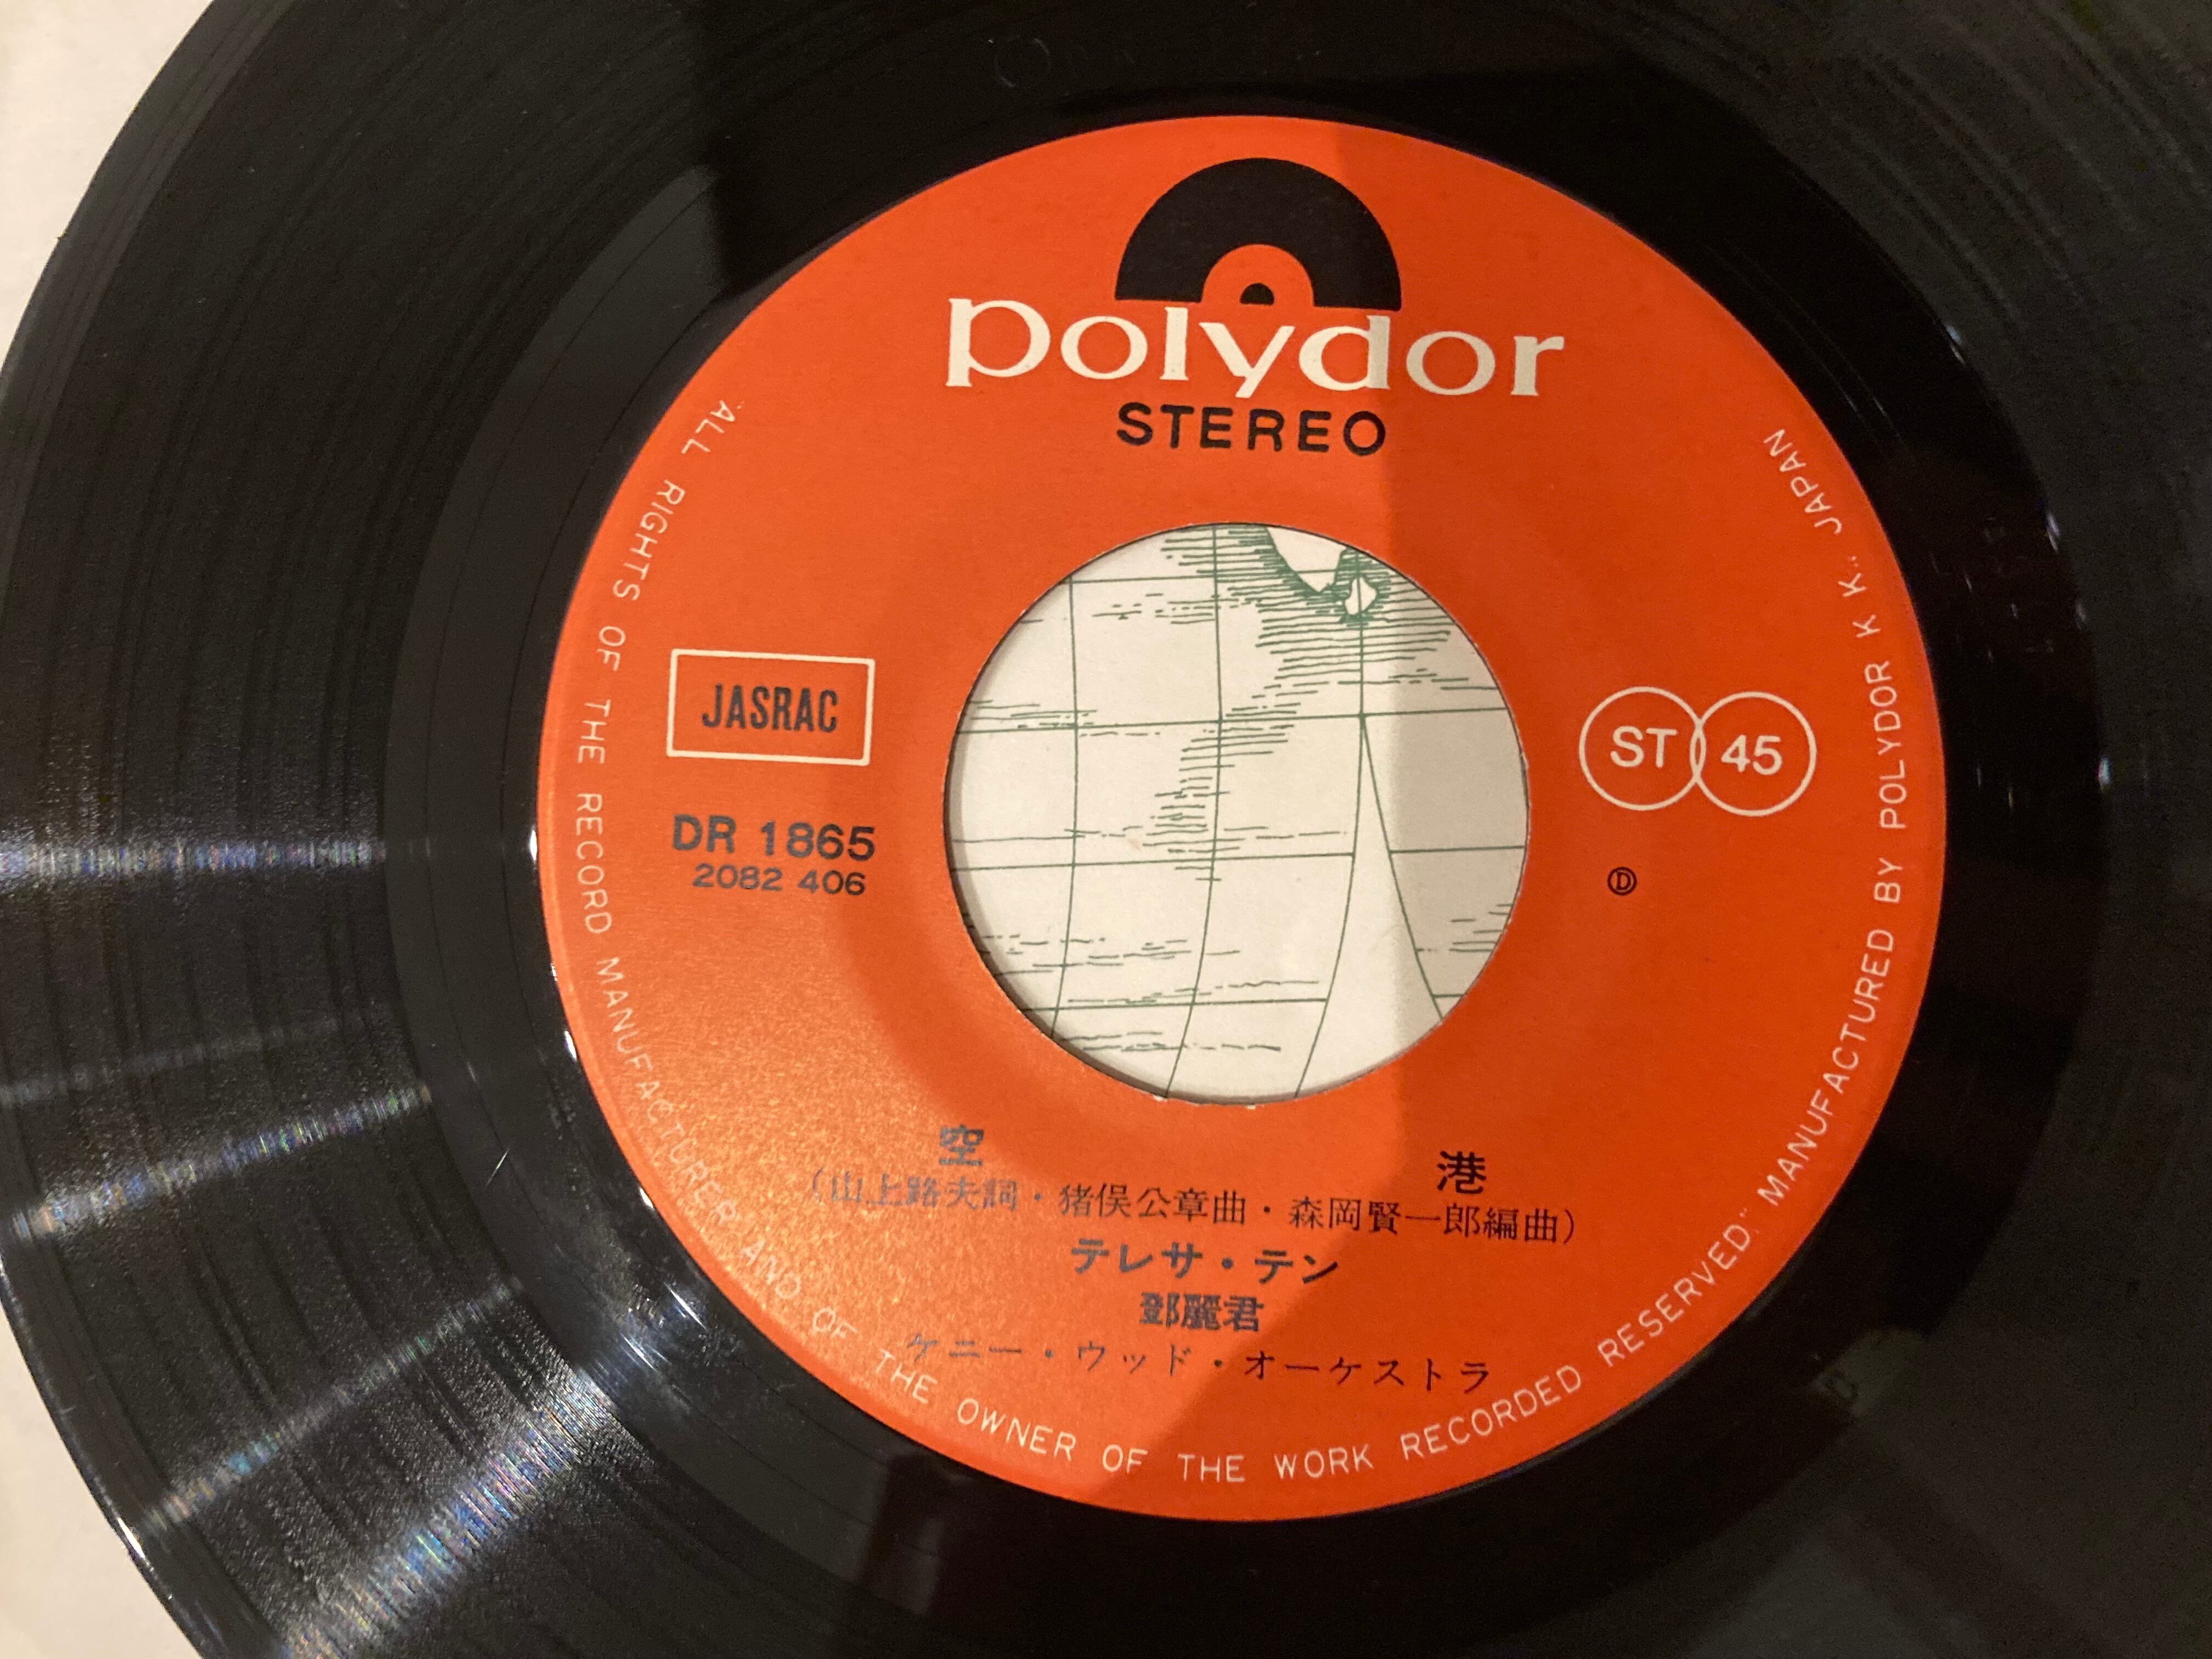 polydor
STEREO
JASRAC
DR 1865
2082 406
ST 45
Ⓓ
空 港
(山上路夫詞・猪俣公章曲・森岡賢一郎編曲)
テレサ・テン
鄧麗君
ケニー・ウッド・オーケストラ
"ALL RIGHTS OF THE RECORD MANUFACTURER AND OF THE OWNER OF THE WORK RECORDED RESERVED." MANUFACTURED BY POLYDOR K K., JAPAN